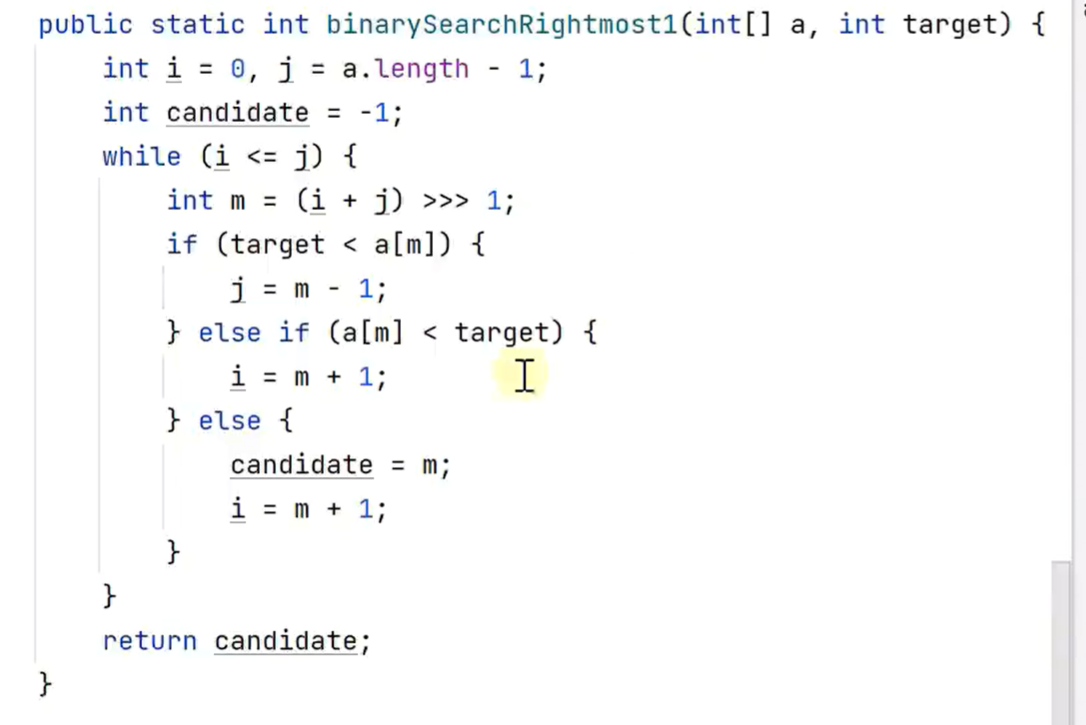 public static int binarySearchRightmost1(int[] a, int target) {
    int i = 0, j = a.length - 1;
    int candidate = -1;
    while (i <= j) {
        int m = (i + j) >>> 1;
        if (target < a[m]) {
            j = m - 1;
        } else if (a[m] < target) {
            i = m + 1;
        } else {
            candidate = m;
            i = m + 1;
        }
    }
    return candidate;
}